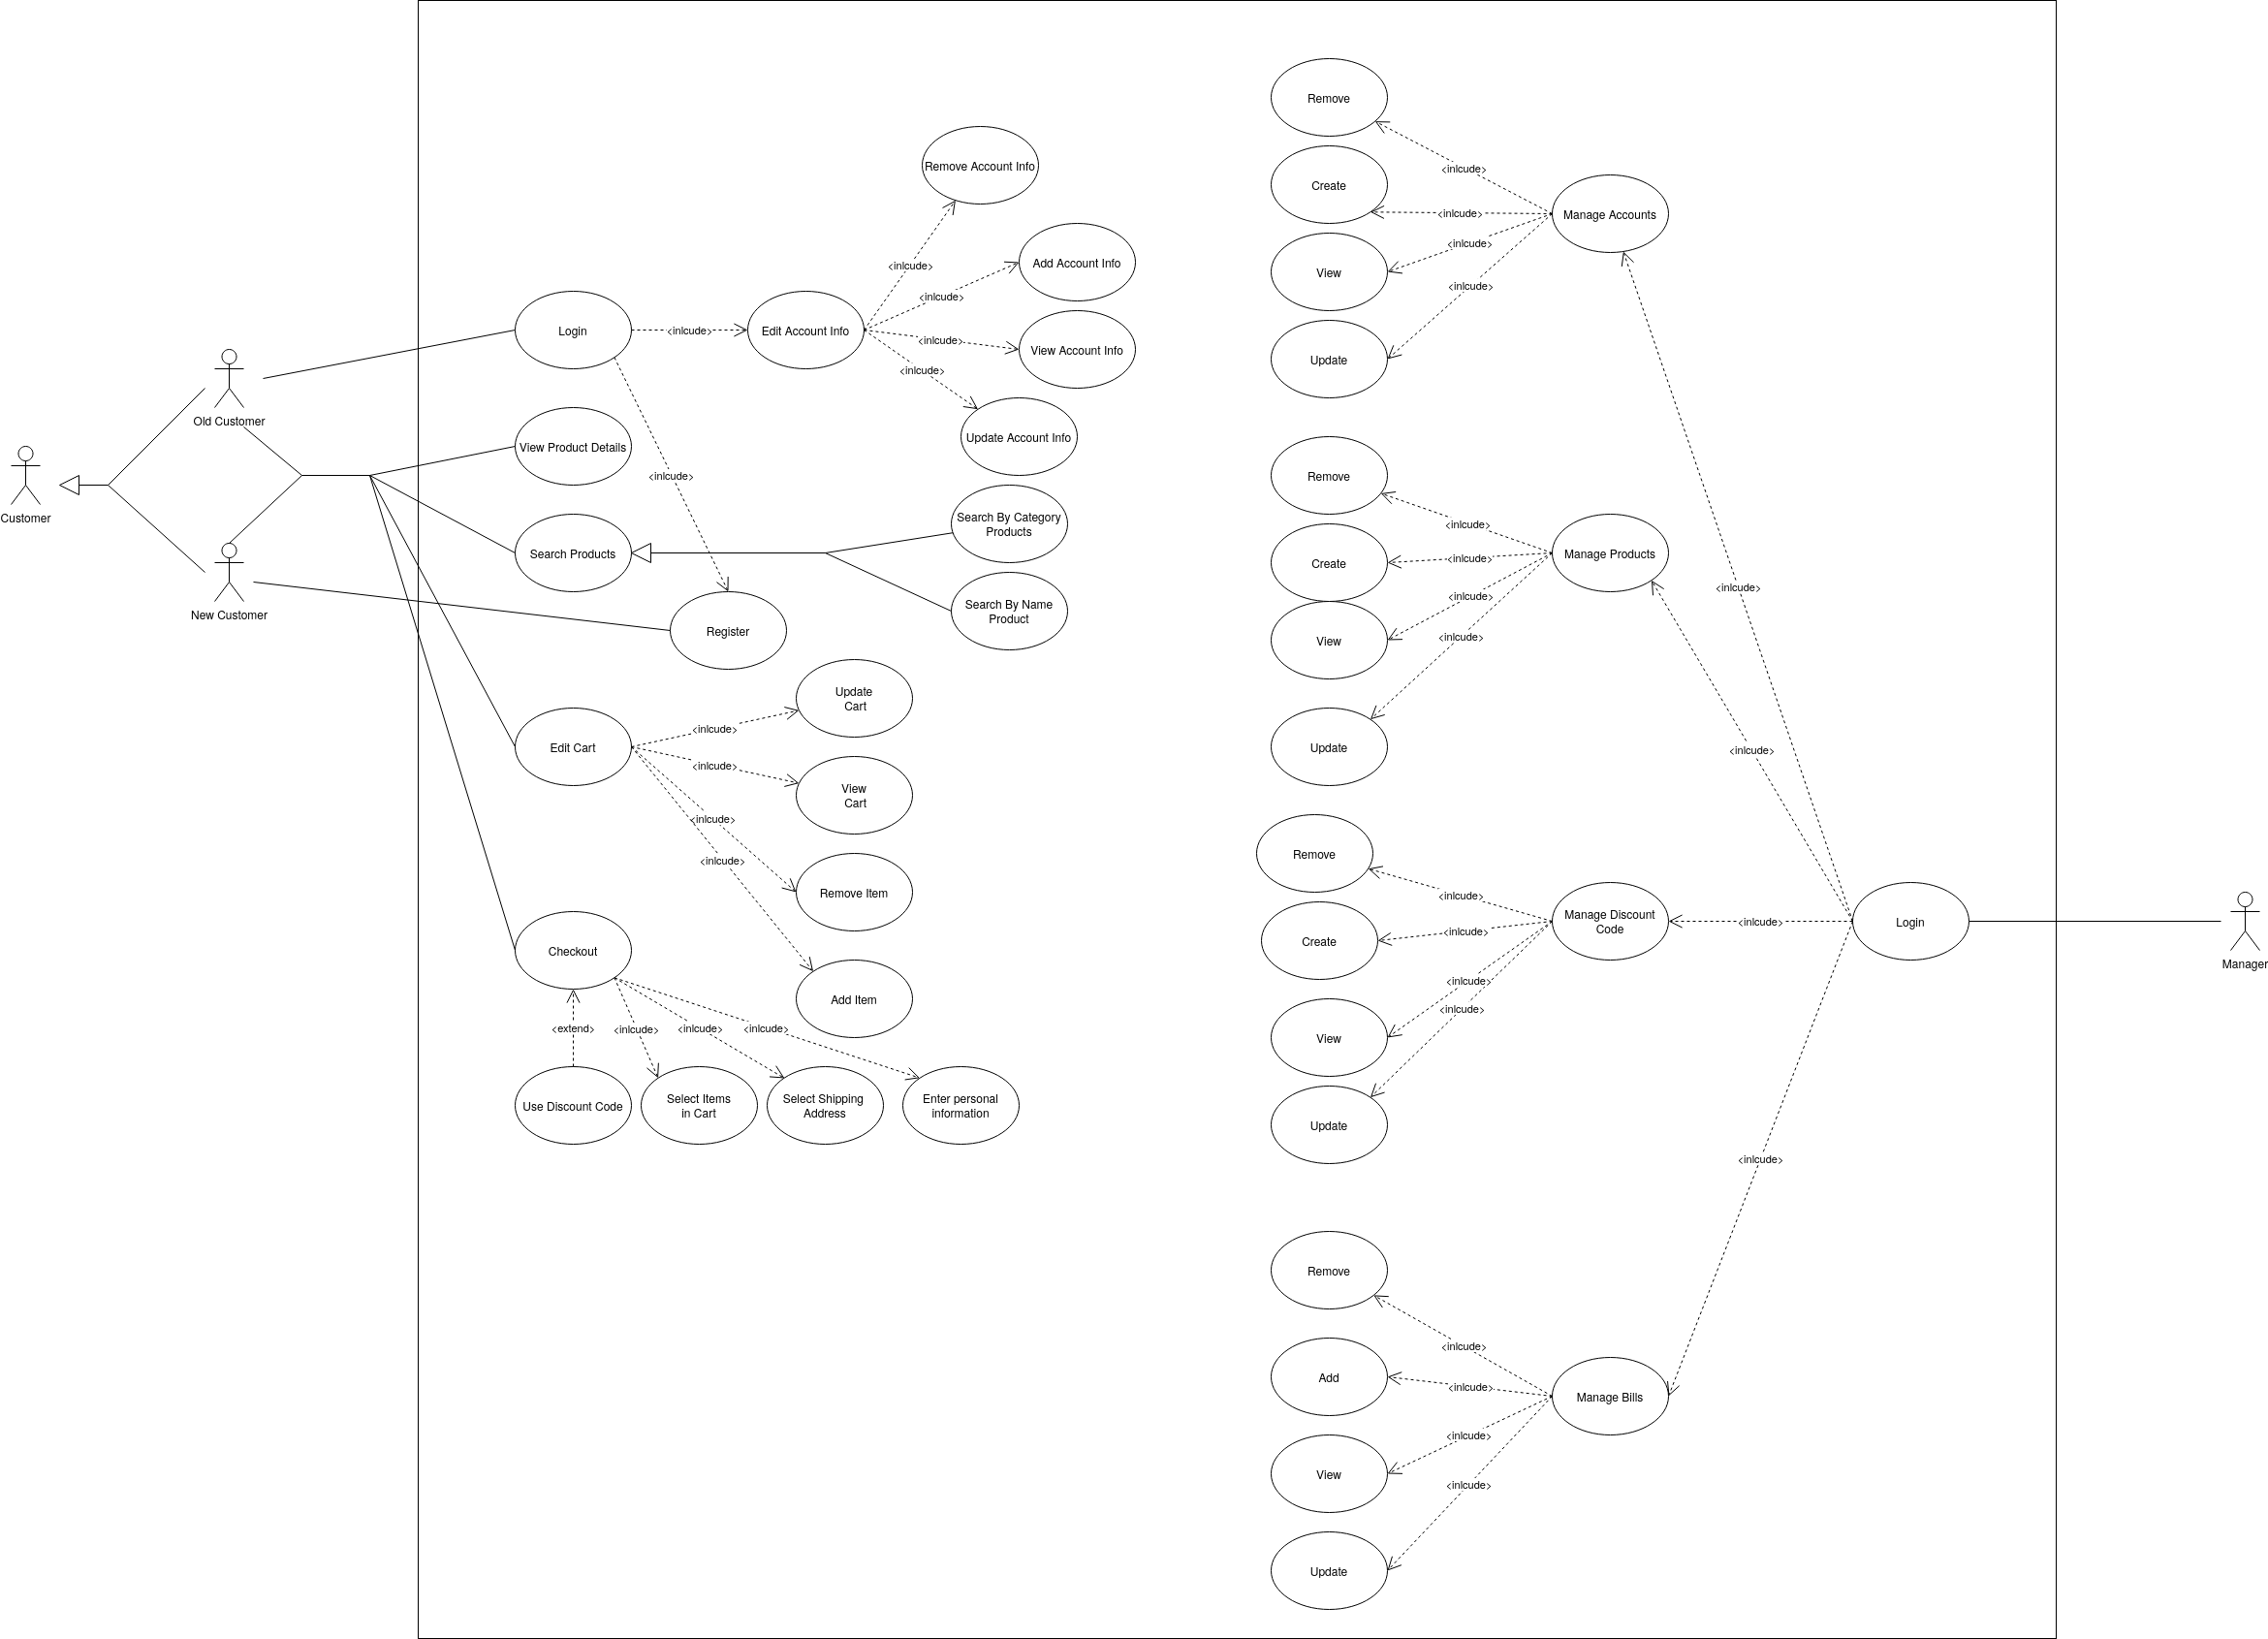 Remove
Remove Account Info
<inlcude>
Create
Manage Accounts
<inlcude>
<inlcude>
<inlcude>
Add Account Info
View
<inlcude>
<inlcude>
<inlcude>
Login
<inlcude>
Edit Account Info
<inlcude>
View Account Info
Update
<inlcude>
Old Customer
Update Account Info
View Product Details
<inlcude>
Remove
Customer
Search By Category
Products
<inlcude>
Search Products
Manage Products
<inlcude>
Create
<inlcude>
<inlcude>
Search By Name
Product
New Customer
Register
<inlcude>
View
Update
Cart
<inlcude>
Edit Cart
Update
<inlcude>
<inlcude>
View
Cart
<inlcude>
<inlcude>
Remove
Remove Item
<inlcude>
Manage Discount
Code
<inlcude>
Login
<inlcude>
Create
Checkout
Manager
<inlcude>
Add Item
<inlcude>
<extend>
<inlcude>
<inlcude>
<inlcude>
View
Use Discount Code
Select Items
in Cart
Select Shipping
Address
Enter personal
information
Update
<inlcude>
Remove
<inlcude>
Add
<inlcude>
Manage Bills
<inlcude>
View
<inlcude>
Update